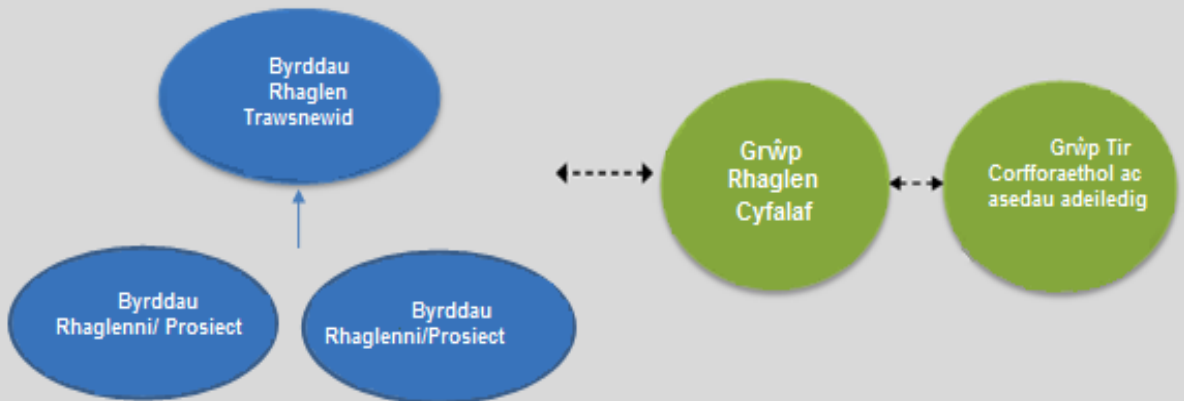 Byrddau
Rhaglen
Trawsnewid
Grŵp
Rhaglen
Cyfalaf
Grŵp Tir
Corfforaethol ac
asedau adeiledig
Byrddau
Rhaglenni/ Prosiect
Byrddau
Rhaglenni/Prosiect